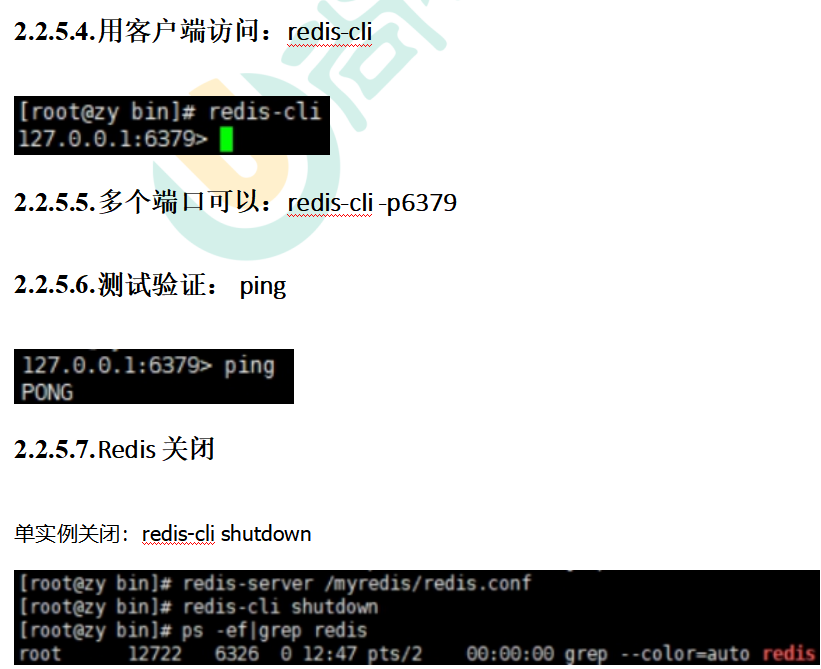 2.2.5.4.用客户端访问：redis-cli
[root@zy bin]# redis-cli
127.0.0.1:6379>
2.2.5.5.多个端口可以：redis-cli -p6379
2.2.5.6.测试验证： ping
127.0.0.1:6379> ping
PONG
2.2.5.7.Redis 关闭
单实例关闭：redis-cli shutdown
[root@zy bin]# redis-server /myredis/redis.conf
[root@zy bin]# redis-cli shutdown
[root@zy bin]# ps -ef|grep redis
root 12722 6326 0 12:47 pts/2 00:00:00 grep --color=auto redis